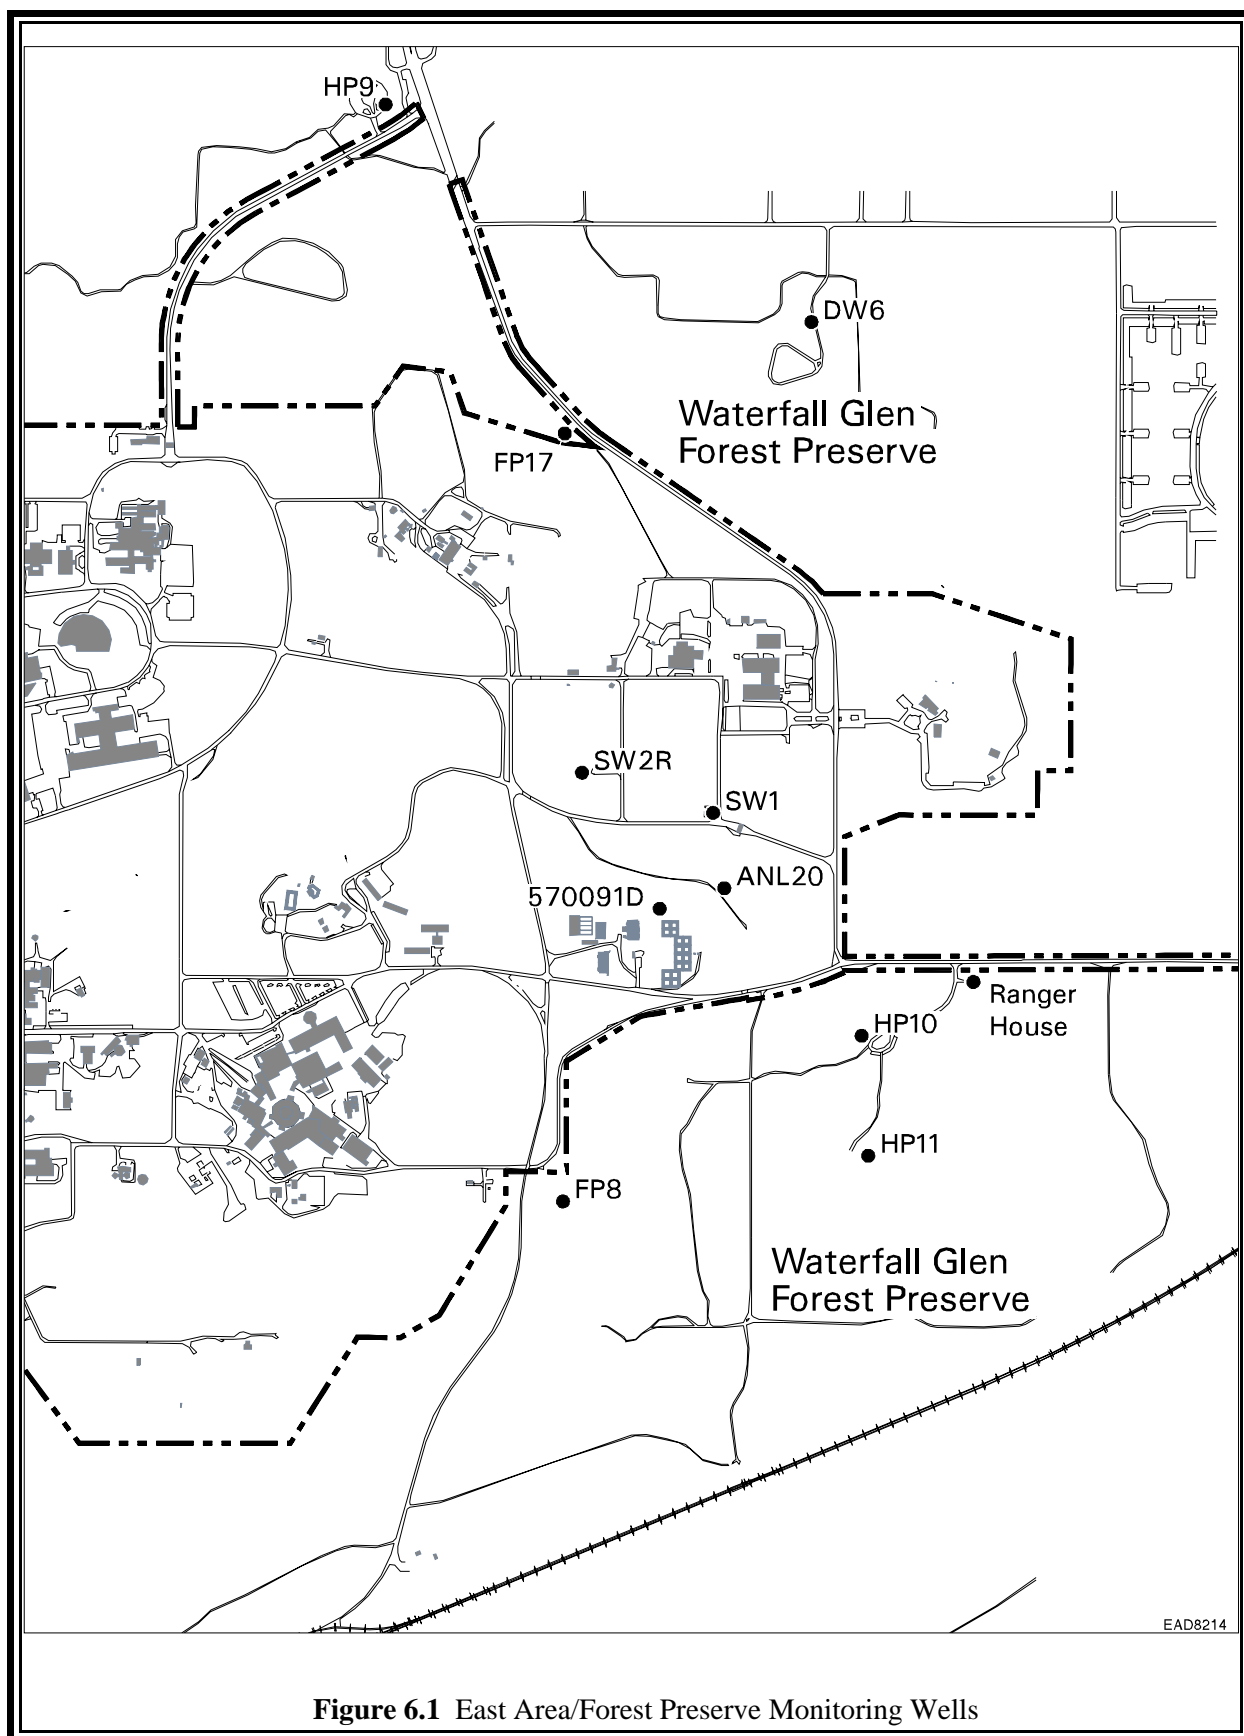 HP9
DW6
Waterfall Glen
Forest Preserve
FP17
SW2R
SW1
ANL20
570091D
Ranger
House
HP10
HP11
FP8
Waterfall Glen
Forest Preserve
EAD8214
Figure 6.1 East Area/Forest Preserve Monitoring Wells